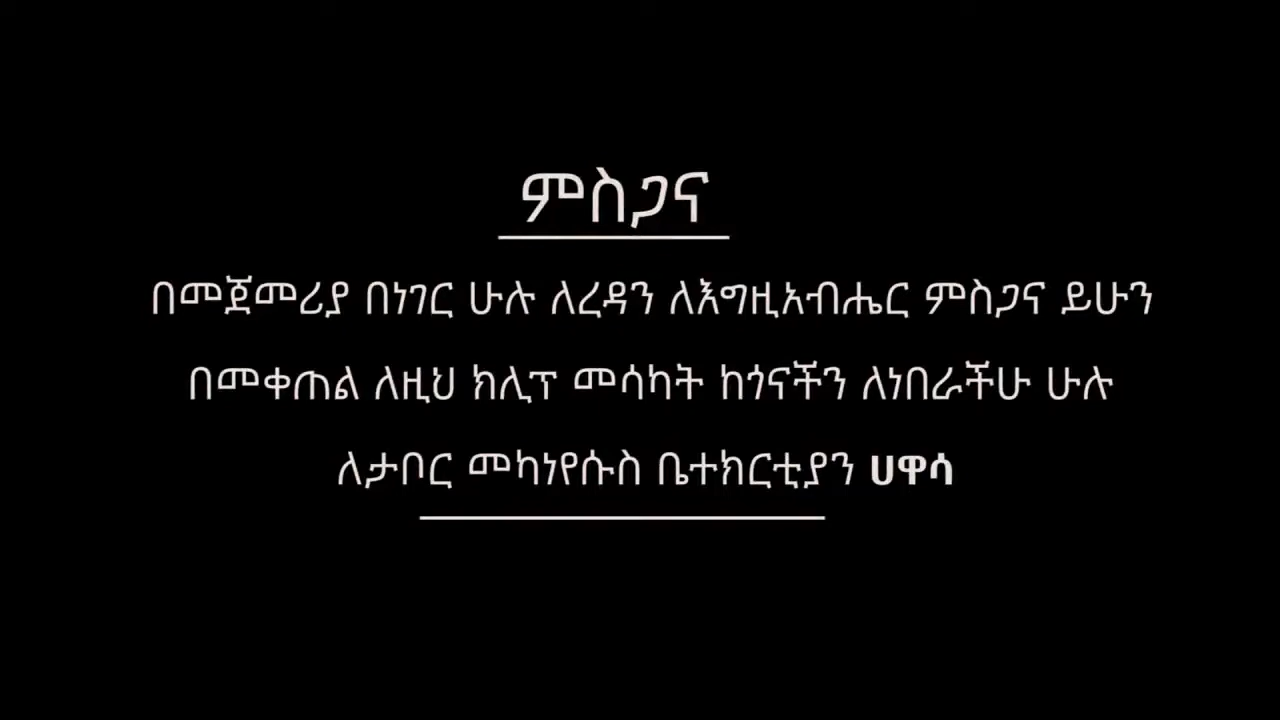 ምስጋና
በመጀመሪያ በነገር ሁሉ ለረዳን ለእግዚአብሔር ምስጋና ይሁን
በመቀጠል ለዚህ ክሊፕ መሳካት ከጎናችን ለነበራችሁ ሁሉ
ለታቦር መካነየሱስ ቤተክርቲያን ሀዋሳ